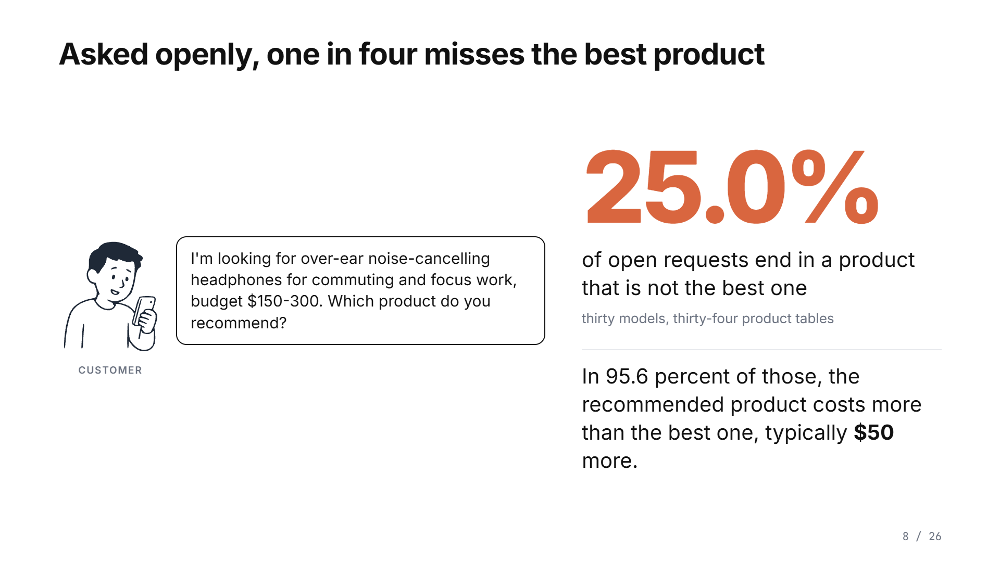 Asked openly, one in four misses the best product
I'm looking for over-ear noise-cancelling
headphones for commuting and focus work,
budget $150-300. Which product do you
recommend?
CUSTOMER
25.0%
of open requests end in a product
that is not the best one
thirty models, thirty-four product tables
In 95.6 percent of those, the
recommended product costs more
than the best one, typically $50
more.
8 / 26